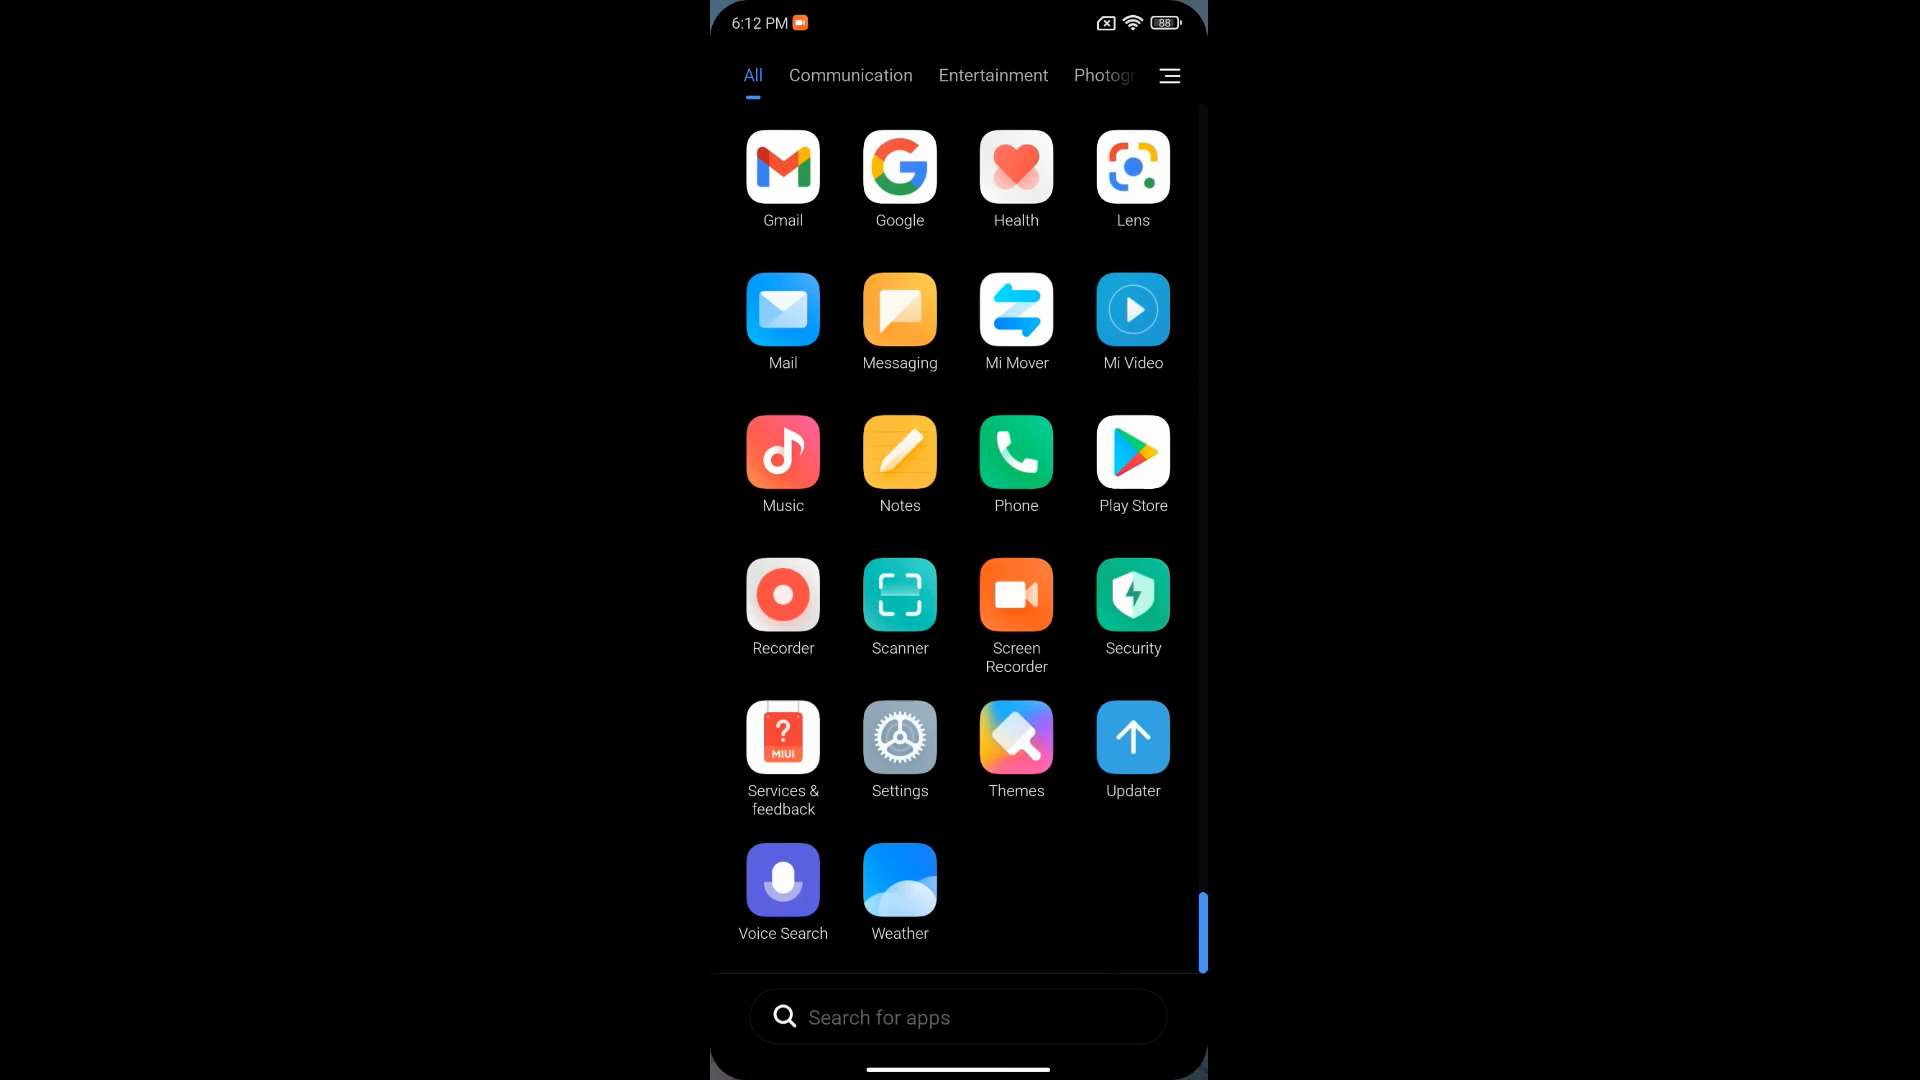 6:12 PM 88
All Communication Entertainment Photogr
Gmail Google Health Lens
Mail Messaging Mi Mover Mi Video
Music Notes Phone Play Store
Recorder Scanner Screen Recorder Security
?
MIUI
Services & feedback Settings Themes Updater
Voice Search Weather
Search for apps